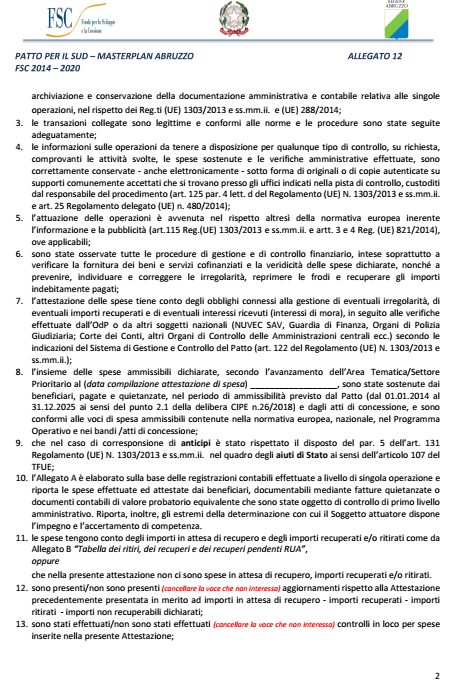 FSC Fondo per lo Sviluppo
e la Coesione
REGIONE
ABRUZZO
PATTO PER IL SUD – MASTERPLAN ABRUZZO ALLEGATO 12
FSC 2014 – 2020
archiviazione e conservazione della documentazione amministrativa e contabile relativa alle singole
operazioni, nel rispetto dei Reg.ti (UE) 1303/2013 e ss.mm.ii. e (UE) 288/2014;
3. le transazioni collegate sono legittime e conformi alle norme e le procedure sono state seguite
adeguatamente;
4. le informazioni sulle operazioni da tenere a disposizione per qualunque tipo di controllo, su richiesta,
comprovanti le attività svolte, le spese sostenute e le verifiche amministrative effettuate, sono
correttamente conservate - anche elettronicamente - sotto forma di originali o di copie autenticate su
supporti comunemente accettati che si trovano presso gli uffici indicati nella pista di controllo, custoditi
dal responsabile del procedimento (art. 125 par. 4 lett. d del Regolamento (UE) N. 1303/2013 e ss.mm.ii.
e art. 25 Regolamento delegato (UE) n. 480/2014);
5. l'attuazione delle operazioni è avvenuta nel rispetto altresì della normativa europea inerente
l'informazione e la pubblicità (art.115 Reg.(UE) 1303/2013 e ss.mm.ii. e artt. 3 e 4 Reg. (UE) 821/2014),
ove applicabili;
6. sono state osservate tutte le procedure di gestione e di controllo finanziario, intese soprattutto a
verificare la fornitura dei beni e servizi cofinanziati e la veridicità delle spese dichiarate, nonché a
prevenire, individuare e correggere le irregolarità, reprimere le frodi e recuperare gli importi
indebitamente pagati;
7. l'attestazione delle spese tiene conto degli obblighi connessi alla gestione di eventuali irregolarità, di
eventuali importi recuperati e di eventuali interessi ricevuti (interessi di mora), in seguito alle verifiche
effettuate dall'OdP o da altri soggetti nazionali (NUVEC SAV, Guardia di Finanza, Organi di Polizia
Giudiziaria; Corte dei Conti, altri Organi di Controllo delle Amministrazioni centrali ecc.) secondo le
indicazioni del Sistema di Gestione e Controllo del Patto (art. 122 del Regolamento (UE) N. 1303/2013 e
ss.mm.ii.);
8. l'insieme delle spese ammissibili dichiarate, secondo l'avanzamento dell'Area Tematica/Settore
Prioritario al (data compilazione attestazione di spesa) __________________, sono state sostenute dai
beneficiari, pagate e quietanzate, nel periodo di ammissibilità previsto dal Patto (dal 01.01.2014 al
31.12.2025 ai sensi del punto 2.1 della delibera CIPE n.26/2018) e dagli atti di concessione, e sono
conformi alle voci di spesa ammissibili contenute nella normativa europea, nazionale, nel Programma
Operativo e nei bandi /atti di concessione;
9. che nel caso di corresponsione di anticipi è stato rispettato il disposto del par. 5 dell'art. 131
Regolamento (UE) N. 1303/2013 e ss.mm.ii. nel quadro degli aiuti di Stato ai sensi dell'articolo 107 del
TFUE;
10. l'Allegato A è elaborato sulla base delle registrazioni contabili effettuate a livello di singola operazione e
riporta le spese effettuate ed attestate dai beneficiari, documentabili mediante fatture quietanzate o
documenti contabili di valore probatorio equivalente che sono state oggetto di controllo di primo livello
amministrativo. Riporta, inoltre, gli estremi della determinazione con cui il Soggetto attuatore dispone
l'impegno e l'accertamento di competenza.
11. le spese tengono conto degli importi in attesa di recupero e degli importi recuperati e/o ritirati come da
Allegato B "Tabella dei ritiri, dei recuperi e dei recuperi pendenti RUA",
oppure
che nella presente attestazione non ci sono spese in attesa di recupero, importi recuperati e/o ritirati.
12. sono presenti/non sono presenti (cancellare la voce che non interessa) aggiornamenti rispetto alla Attestazione
precedentemente presentata in merito ad importi in attesa di recupero - importi recuperati - importi
ritirati - importi non recuperabili dichiarati;
13. sono stati effettuati/non sono stati effettuati (cancellare la voce che non interessa) controlli in loco per spese
inserite nella presente Attestazione;
2